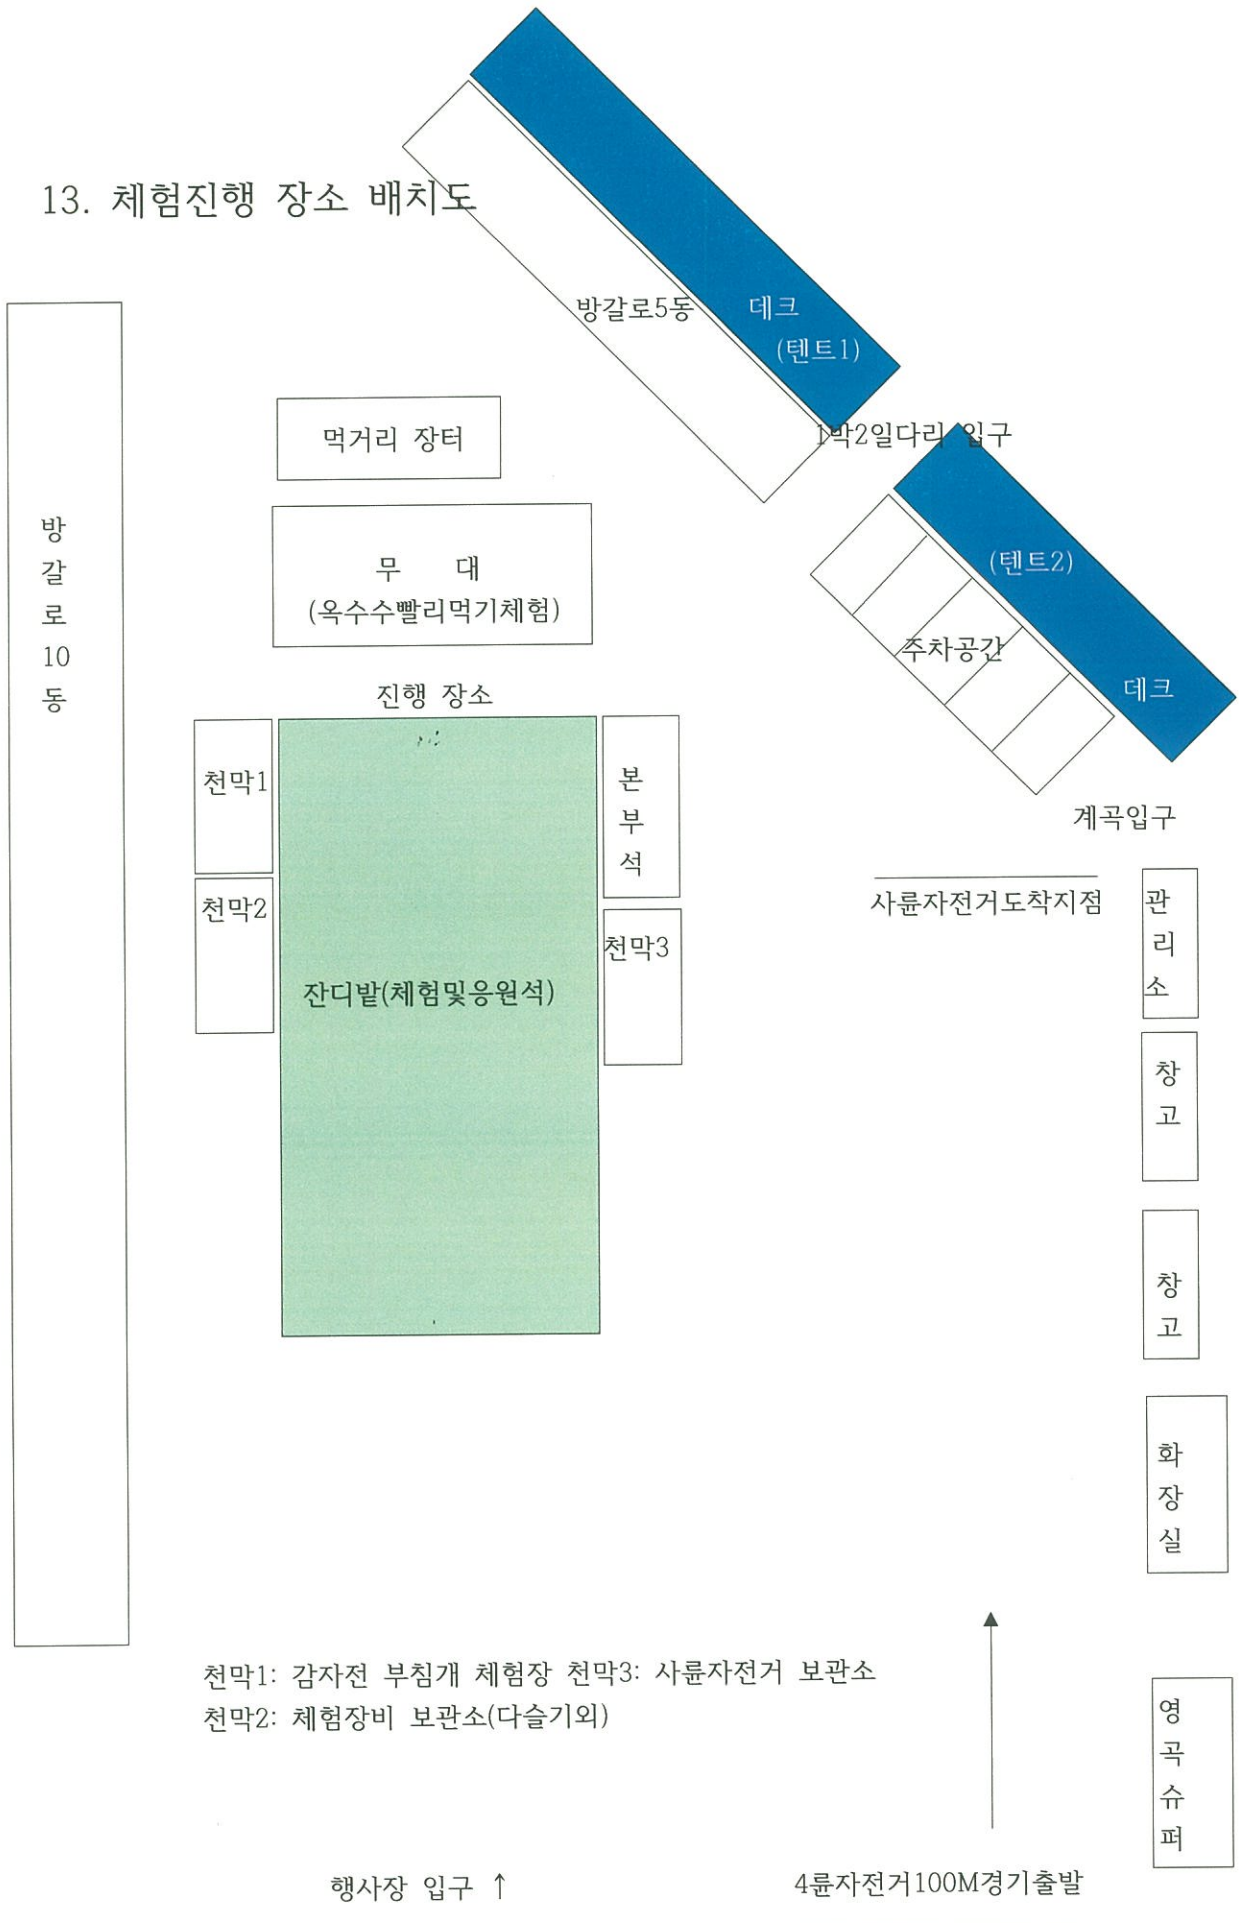 13. 체험진행 장소 배치도
방갈로5동
데크
(텐트1)
먹거리 장터
1박2일다리 입구
방
갈
로
10
동
무 대
(옥수수빨리먹기체험)
(텐트2)
주차공간
데크
진행 장소
천막1
본
부
석
계곡입구
천막2
사륜자전거도착지점
관
리
소
천막3
잔디밭(체험및응원석)
창
고
창
고
화
장
실
천막1: 감자전 부침개 체험장 천막3: 사륜자전거 보관소
천막2: 체험장비 보관소(다슬기외)
영
곡
슈
퍼
행사장 입구 ↑
4륜자전거100M경기출발